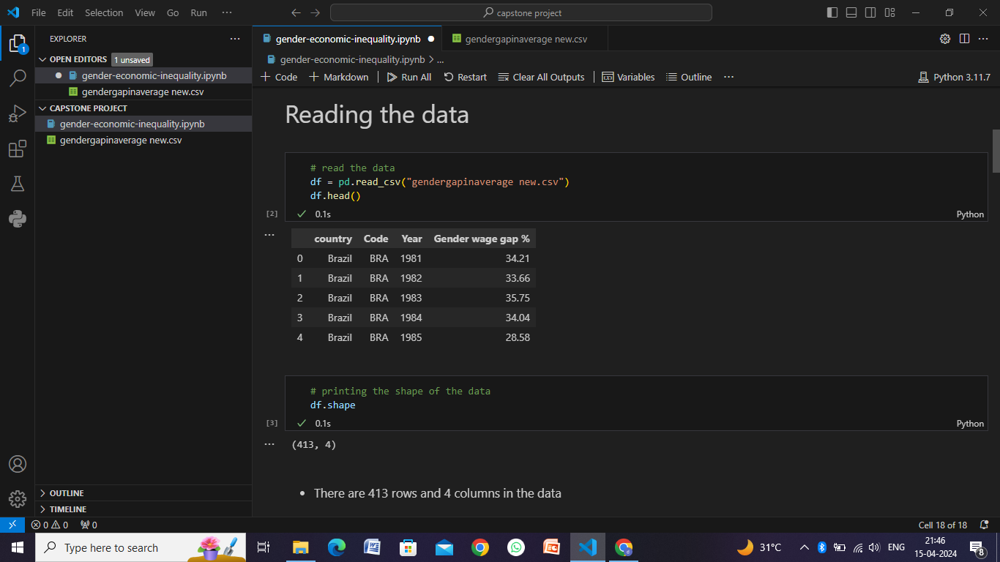 File Edit Selection View Go Run ···
capstone project
EXPLORER
OPEN EDITORS 1 unsaved
gender-economic-inequality.ipynb
gendergapinaverage new.csv
CAPSTONE PROJECT
gender-economic-inequality.ipynb
gendergapinaverage new.csv
OUTLINE
TIMELINE
1
gender-economic-inequality.ipynb
gendergapinaverage new.csv
gender-economic-inequality.ipynb > ...
+ Code + Markdown | Run All Restart Clear All Outputs | Variables Outline ···
Python 3.11.7
Reading the data
# read the data
df = pd.read_csv("gendergapinaverage new.csv")
df.head()
[2] ✓ 0.1s Python
country Code Year Gender wage gap %
0 Brazil BRA 1981 34.21
1 Brazil BRA 1982 33.66
2 Brazil BRA 1983 35.75
3 Brazil BRA 1984 34.04
4 Brazil BRA 1985 28.58
# printing the shape of the data
df.shape
[3] ✓ 0.1s Python
(413, 4)
• There are 413 rows and 4 columns in the data
0 0 0
Cell 18 of 18
Type here to search
31°C
ENG
21:46
15-04-2024
8